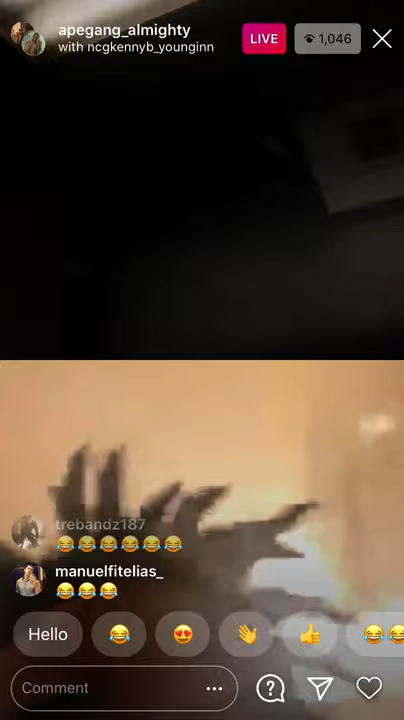 apegang_almighty
with ncgkennyb_younginn
LIVE
1,046
trebandz187
😂😂😂😂😂😂
manuelfitelias_
😂😂😂
Hello 😂 😍 👋 👍 😂😂
Comment